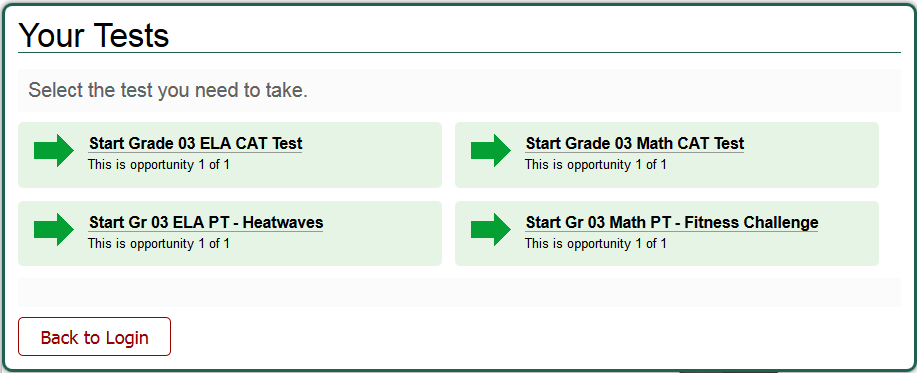 Your Tests
Select the test you need to take.
Start Grade 03 ELA CAT Test
This is opportunity 1 of 1
Start Grade 03 Math CAT Test
This is opportunity 1 of 1
Start Gr 03 ELA PT - Heatwaves
This is opportunity 1 of 1
Start Gr 03 Math PT - Fitness Challenge
This is opportunity 1 of 1
Back to Login